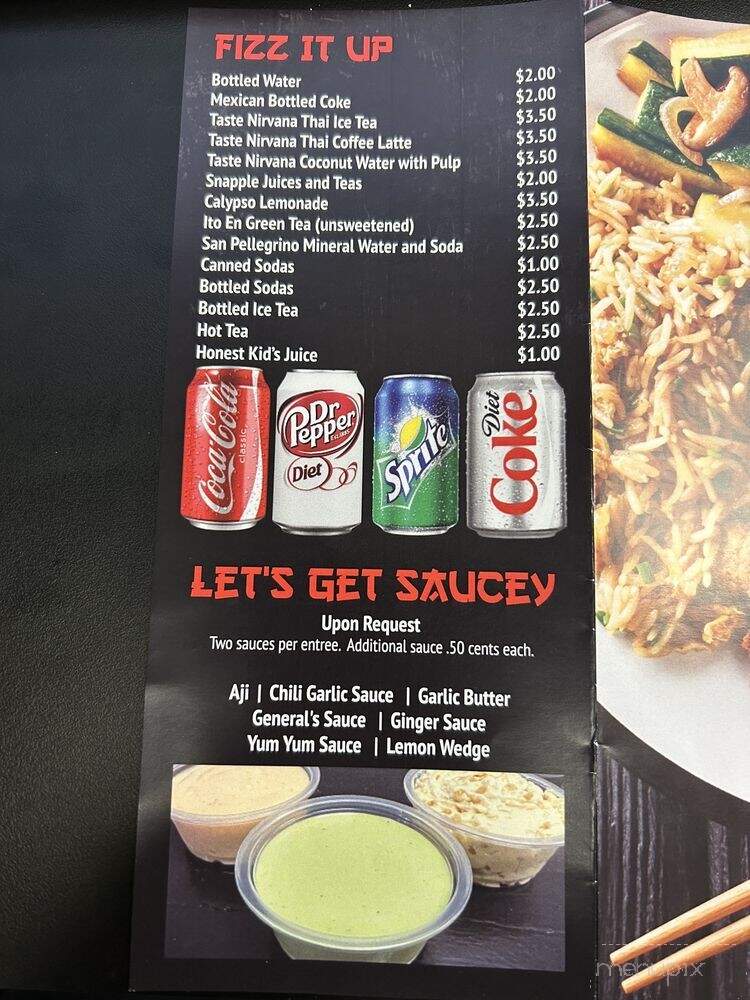 FIZZ IT UP
Bottled Water $2.00
Mexican Bottled Coke $2.00
Taste Nirvana Thai Ice Tea $3.50
Taste Nirvana Thai Coffee Latte $3.50
Taste Nirvana Coconut Water with Pulp $3.50
Snapple Juices and Teas $2.00
Calypso Lemonade $3.50
Ito En Green Tea (unsweetened) $2.50
San Pellegrino Mineral Water and Soda $2.50
Canned Sodas $1.00
Bottled Sodas $2.50
Bottled Ice Tea $2.50
Hot Tea $2.50
Honest Kid's Juice $1.00
Coca-Cola
classic
Dr Pepper
Diet
Sprite
Diet
Coke
LET'S GET SAUCEY
Upon Request
Two sauces per entree. Additional sauce .50 cents each.
Aji | Chili Garlic Sauce | Garlic Butter
General's Sauce | Ginger Sauce
Yum Yum Sauce | Lemon Wedge
menupix